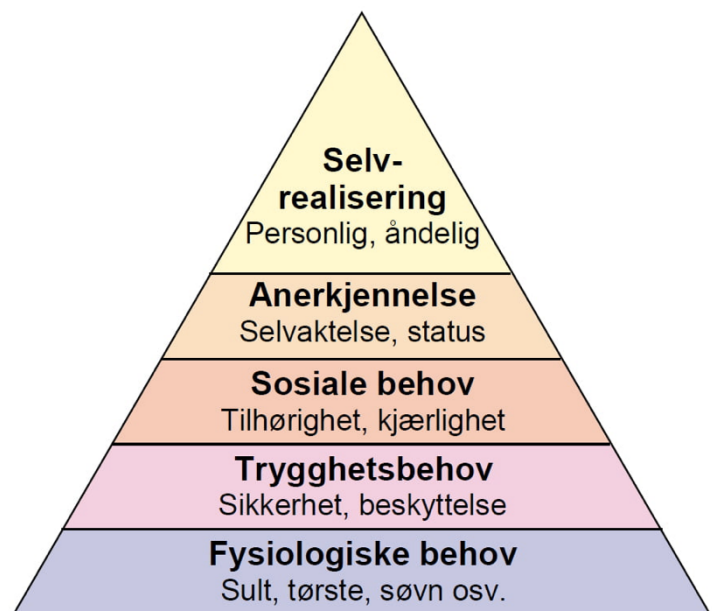 Selv-
realisering
Personlig, åndelig
Anerkjennelse
Selvaktelse, status
Sosiale behov
Tilhørighet, kjærlighet
Trygghetsbehov
Sikkerhet, beskyttelse
Fysiologiske behov
Sult, tørste, søvn osv.